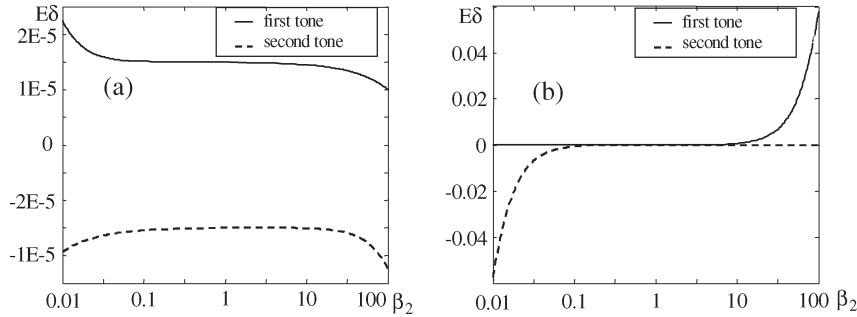 Eδ
2E-5
1E-5
0
-2E-5
-1E-5
0.01 0.1 1 10 100 β2
first tone
second tone
(a)
Eδ
0.04
0.02
0
-0.02
-0.04
0.01 0.1 1 10 100 β2
first tone
second tone
(b)